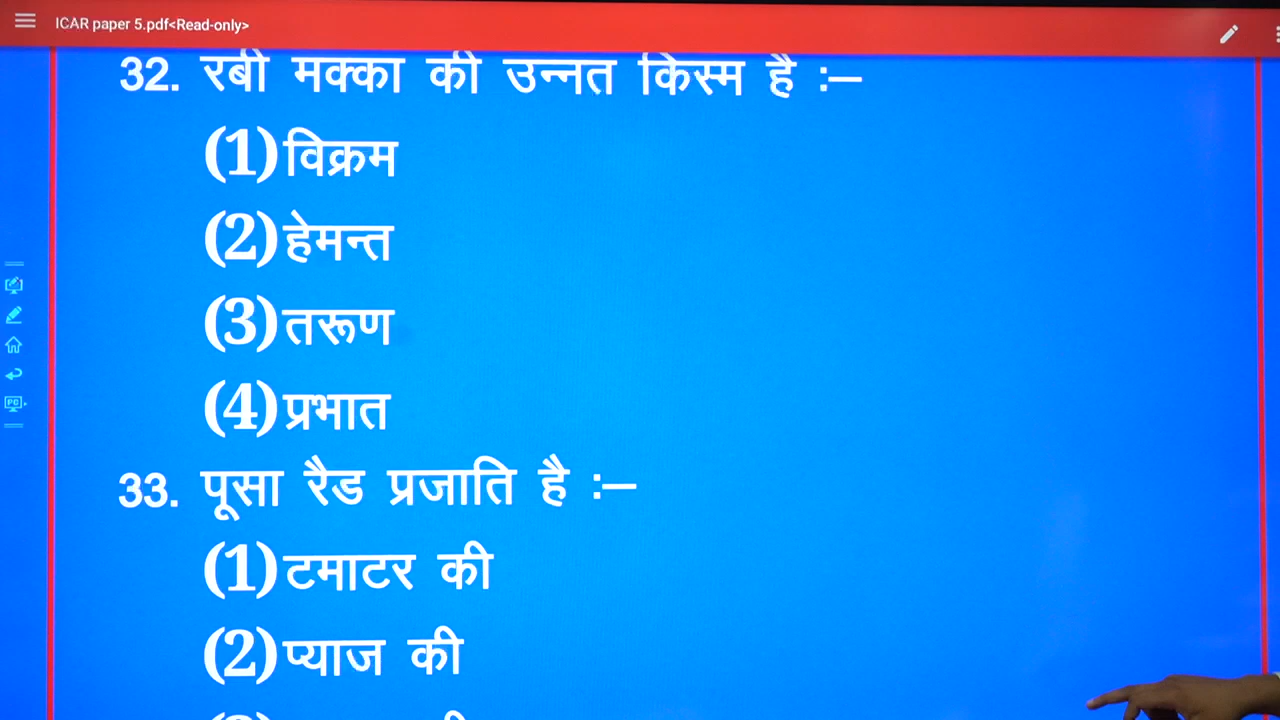 ICAR paper 5.pdf<Read-only>
32. रबी मक्का की उन्नत किस्म है :–
(1) विक्रम
(2) हेमन्त
(3) तरूण
(4) प्रभात
33. पूसा रैड प्रजाति है :–
(1) टमाटर की
(2) प्याज की